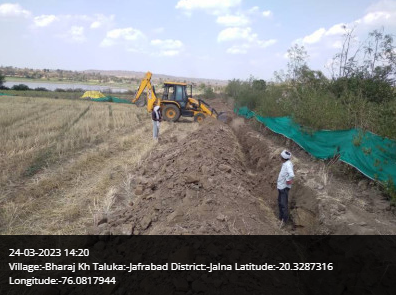 24-03-2023 14:20
Village:-Bharaj Kh Taluka:-Jafrabad District:-Jalna Latitude:-20.3287316
Longitude:-76.0817944